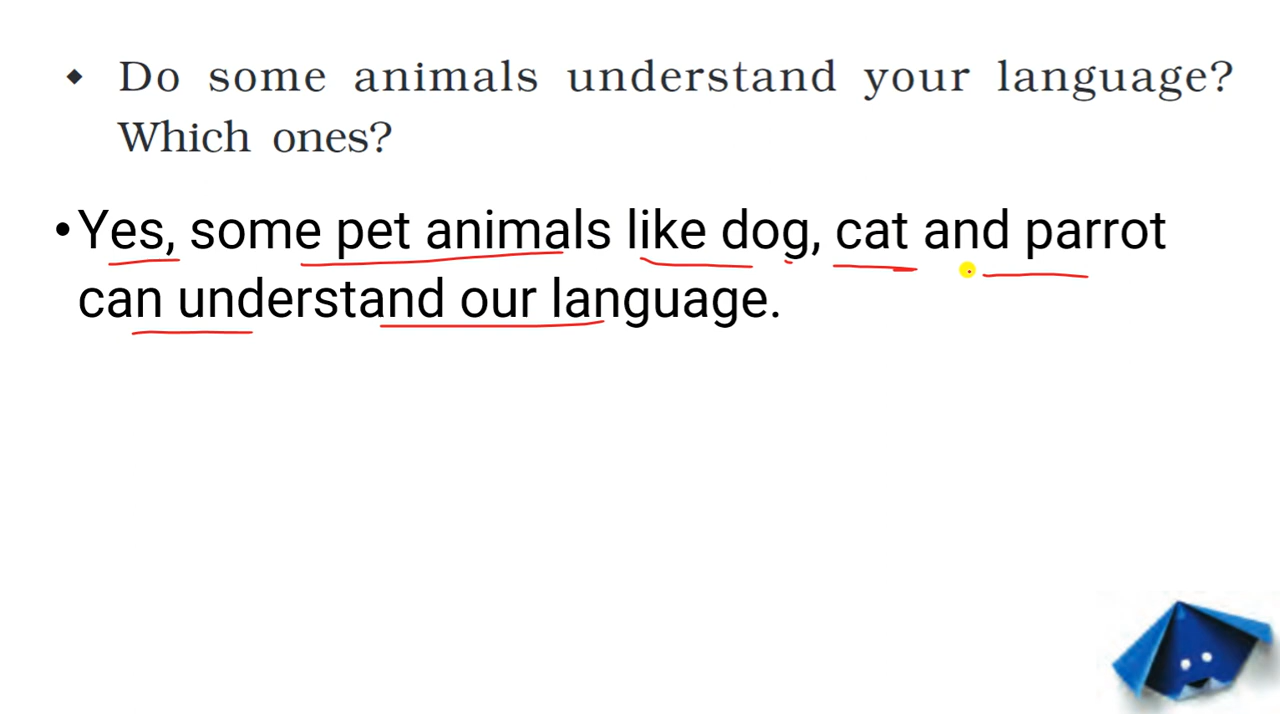 ◆ Do some animals understand your language?
Which ones?
•Yes, some pet animals like dog, cat and parrot
can understand our language.